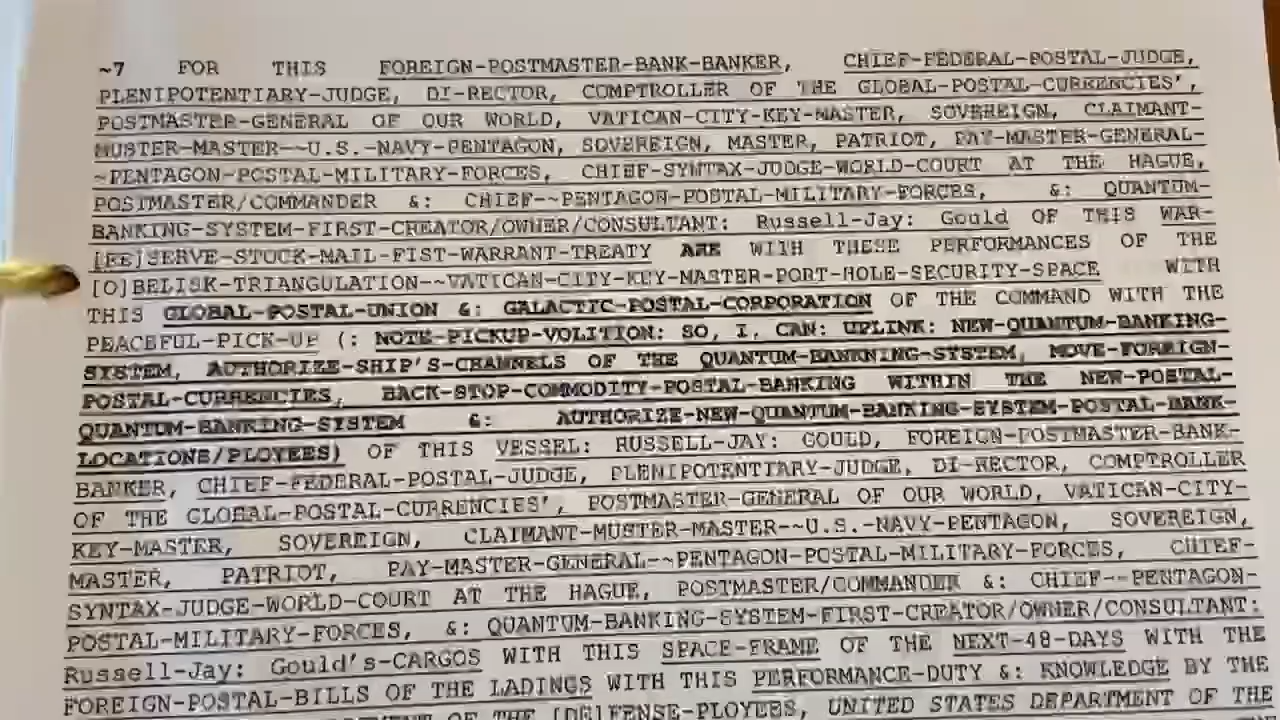 ~7 FOR THIS FOREIGN-POSTMASTER-BANK-BANKER, CHIEF-FEDERAL-POSTAL-JUDGE,
PLENIPOTENTIARY-JUDGE, DI-RECTOR, COMPTROLLER OF THE GLOBAL-POSTAL-CURRENCIES',
POSTMASTER-GENERAL OF OUR WORLD, VATICAN-CITY-KEY-MASTER, SOVEREIGN, CLAIMANT-
MUSTER-MASTER-~U.S.-NAVY-PENTAGON, SOVEREIGN, MASTER, PATRIOT, PAY-MASTER-GENERAL-
~PENTAGON-POSTAL-MILITARY-FORCES, CHIEF-SYNTAX-JUDGE-WORLD-COURT AT THE HAGUE,
POSTMASTER/COMMANDER &: CHIEF-~PENTAGON-POSTAL-MILITARY-FORCES, &: QUANTUM-
BANKING-SYSTEM-FIRST-CREATOR/OWNER/CONSULTANT: Russell-Jay: Gould OF THIS WAR-
[RE]SERVE-STOCK-MAIL-FIST-WARRANT-TREATY ARE WITH THESE PERFORMANCES OF THE
[O]BELISK-TRIANGULATION-~VATICAN-CITY-KEY-MASTER-PORT-HOLE-SECURITY-SPACE WITH
THIS GLOBAL-POSTAL-UNION &: GALACTIC-POSTAL-CORPORATION OF THE COMMAND WITH THE
PEACEFUL-PICK-UP (: NOTE-PICKUP-VOLITION: SO, I, CAN: UPLINK: NEW-QUANTUM-BANKING-
SYSTEM, AUTHORIZE-SHIP'S-CHANNELS OF THE QUANTUM-BANKNING-SYSTEM, MOVE-FOREIGN-
POSTAL-CURRENCIES, BACK-STOP-COMMODITY-POSTAL-BANKING WITHIN THE NEW-POSTAL-
QUANTUM-BANKING-SYSTEM &: AUTHORIZE-NEW-QUANTUM-BANKING-SYSTEM-POSTAL-BANK-
LOCATIONS/PLOYEES) OF THIS VESSEL: RUSSELL-JAY: GOULD, FOREIGN-POSTMASTER-BANK-
BANKER, CHIEF-FEDERAL-POSTAL-JUDGE, PLENIPOTENTIARY-JUDGE, DI-RECTOR, COMPTROLLER
OF THE GLOBAL-POSTAL-CURRENCIES', POSTMASTER-GENERAL OF OUR WORLD, VATICAN-CITY-
KEY-MASTER, SOVEREIGN, CLAIMANT-MUSTER-MASTER-~U.S.-NAVY-PENTAGON, SOVEREIGN,
MASTER, PATRIOT, PAY-MASTER-GENERAL-~PENTAGON-POSTAL-MILITARY-FORCES, CHIEF-
SYNTAX-JUDGE-WORLD-COURT AT THE HAGUE, POSTMASTER/COMMANDER &: CHIEF-~PENTAGON-
POSTAL-MILITARY-FORCES, &: QUANTUM-BANKING-SYSTEM-FIRST-CREATOR/OWNER/CONSULTANT:
Russell-Jay: Gould's-CARGOS WITH THIS SPACE-FRAME OF THE NEXT-48-DAYS WITH THE
FOREIGN-POSTAL-BILLS OF THE LADINGS WITH THIS PERFORMANCE-DUTY &: KNOWLEDGE BY THE
OF THE [DE]FENSE-PLOYEES, UNITED STATES DEPARTMENT OF THE